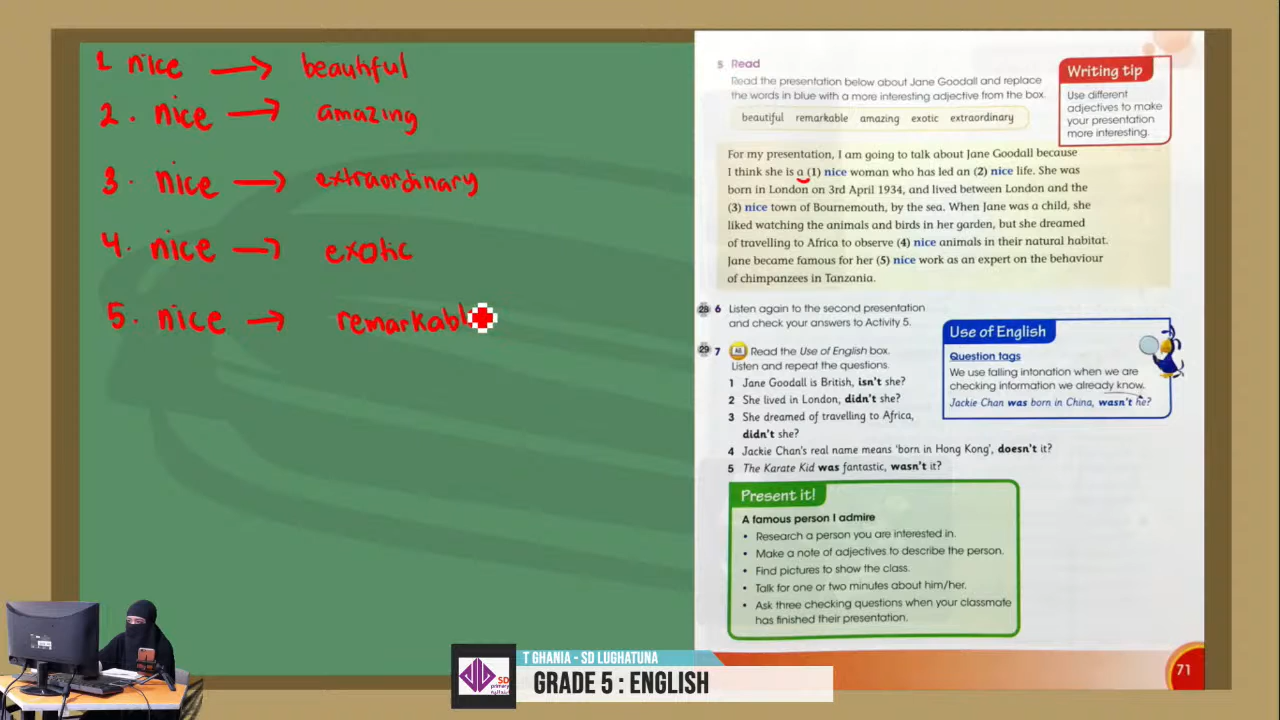 1 nice → beautiful
2. nice → amazing
3. nice → extraordinary
4. nice → exotic
5. nice → remarkabl
5 Read
Read the presentation below about Jane Goodall and replace
the words in blue with a more interesting adjective from the box.
beautiful remarkable amazing exotic extraordinary
Writing tip
Use different
adjectives to make
your presentation
more interesting.
For my presentation, I am going to talk about Jane Goodall because
I think she is a (1) nice woman who has led an (2) nice life. She was
born in London on 3rd April 1934, and lived between London and the
(3) nice town of Bournemouth, by the sea. When Jane was a child, she
liked watching the animals and birds in her garden, but she dreamed
of travelling to Africa to observe (4) nice animals in their natural habitat.
Jane became famous for her (5) nice work as an expert on the behaviour
of chimpanzees in Tanzania.
28 6 Listen again to the second presentation
and check your answers to Activity 5.
29 7 AB Read the Use of English box.
Listen and repeat the questions.
1 Jane Goodall is British, isn't she?
2 She lived in London, didn't she?
3 She dreamed of travelling to Africa,
didn't she?
4 Jackie Chan's real name means 'born in Hong Kong', doesn't it?
5 The Karate Kid was fantastic, wasn't it?
Use of English
Question tags
We use falling intonation when we are
checking information we already know.
Jackie Chan was born in China, wasn't he?
Present it!
A famous person I admire
• Research a person you are interested in.
• Make a note of adjectives to describe the person.
• Find pictures to show the class.
• Talk for one or two minutes about him/her.
• Ask three checking questions when your classmate
has finished their presentation.
71
T GHANIA - SD LUGHATUNA
GRADE 5 : ENGLISH
SD